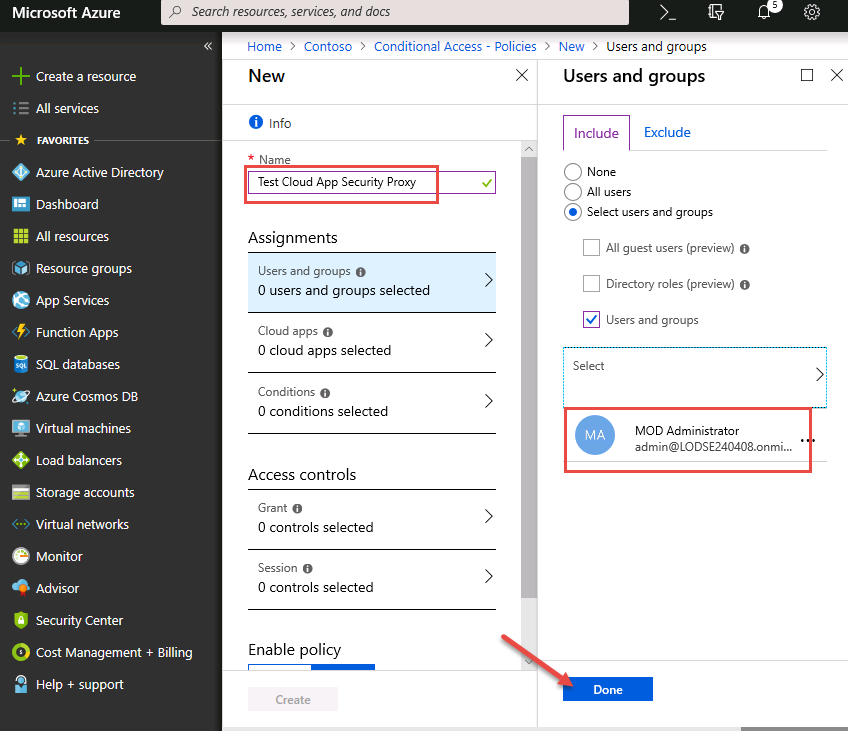 Microsoft Azure
Search resources, services, and docs
5
Home > Contoso > Conditional Access - Policies > New > Users and groups
«
Create a resource
All services
FAVORITES
Azure Active Directory
Dashboard
All resources
Resource groups
App Services
Function Apps
SQL databases
Azure Cosmos DB
Virtual machines
Load balancers
Storage accounts
Virtual networks
Monitor
Advisor
Security Center
Cost Management + Billing
Help + support
New
Info
* Name
Test Cloud App Security Proxy
Assignments
Users and groups
0 users and groups selected
Cloud apps
0 cloud apps selected
Conditions
0 conditions selected
Access controls
Grant
0 controls selected
Session
0 controls selected
Enable policy
Create
Users and groups
Include Exclude
None
All users
Select users and groups
All guest users (preview)
Directory roles (preview)
Users and groups
Select
MA
MOD Administrator
admin@LODSE240408.onmi...
Done